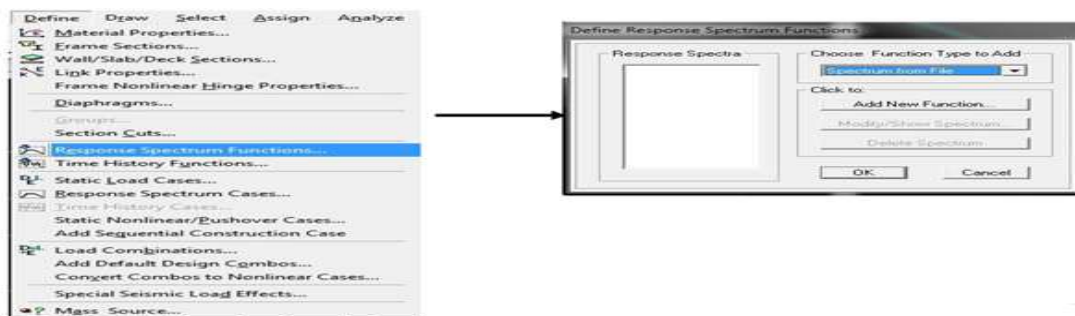 Define Draw Select Assign Analyze
Material Properties...
Frame Sections...
Wall/Slab/Deck Sections...
Link Properties...
Frame Nonlinear Hinge Properties...
Diaphragms...
Groups...
Section Cuts...
Response Spectrum Functions...
Time History Functions...
Static Load Cases...
Response Spectrum Cases...
Time History Cases...
Static Nonlinear/Pushover Cases...
Add Sequential Construction Case
Load Combinations...
Add Default Design Combos...
Convert Combos to Nonlinear Cases...
Special Seismic Load Effects...
Mass Source...
Define Response Spectrum Functions
Response Spectra
Choose Function Type to Add
Spectrum from File
Click to:
Add New Function...
Modify/Show Spectrum...
Delete Spectrum
OK Cancel